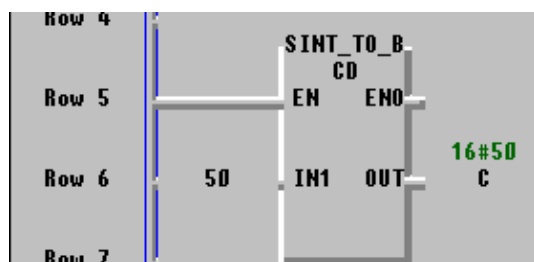 Row 4
SINT_TO_B
CD
Row 5 EN ENO
16#50
Row 6 50 IN1 OUT C
Row 7